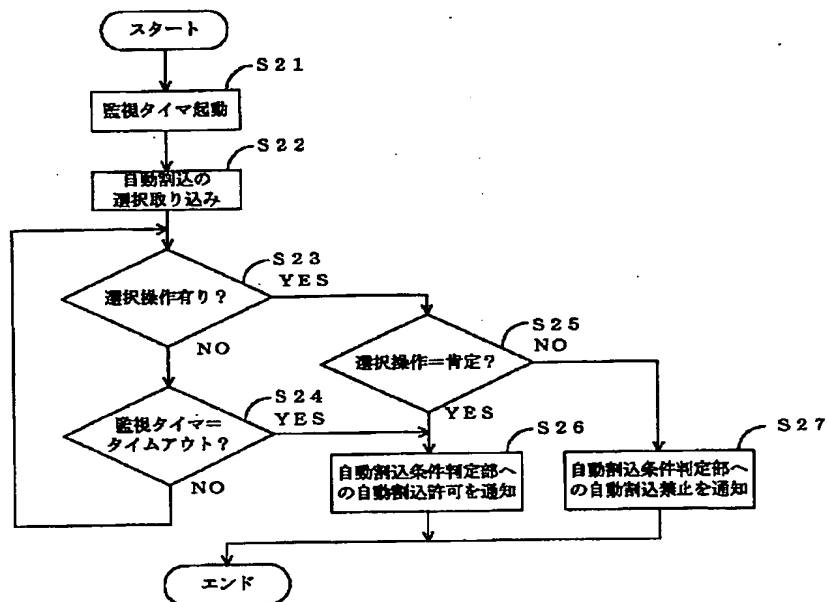 スタート
S21
監視タイマ起動
S22
自動割込の
選択取り込み
S23
選択操作有り?
YES
NO
S25
選択操作=肯定?
NO
YES
S24
監視タイマ=
タイムアウト?
YES
NO
S26
自動割込条件判定部へ
の自動割込許可を通知
S27
自動割込条件判定部へ
の自動割込禁止を通知
エンド